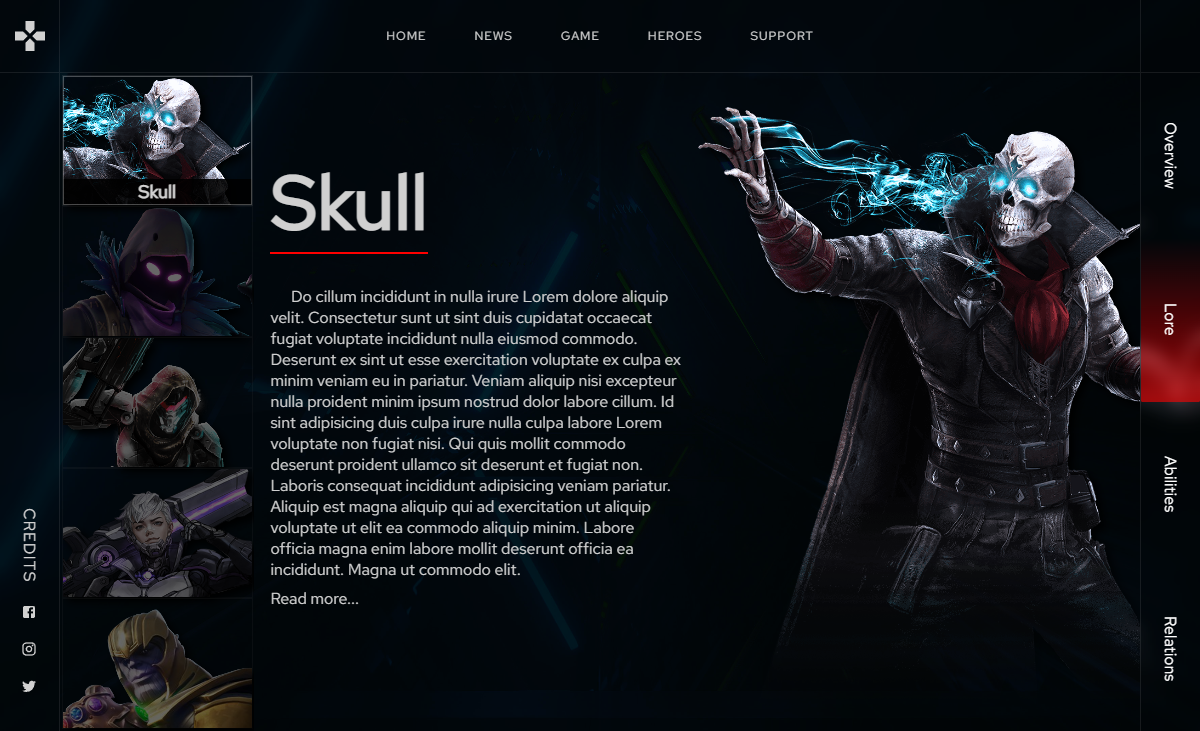 HOME NEWS GAME HEROES SUPPORT
Skull
Skull
Do cillum incididunt in nulla irure Lorem dolore aliquip
velit. Consectetur sunt ut sint duis cupidatat occaecat
fugiat voluptate incididunt nulla eiusmod commodo.
Deserunt ex sint ut esse exercitation voluptate ex culpa ex
minim veniam eu in pariatur. Veniam aliquip nisi excepteur
nulla proident minim ipsum nostrud dolor labore cillum. Id
sint adipisicing duis culpa irure nulla culpa labore Lorem
voluptate non fugiat nisi. Qui quis mollit commodo
deserunt proident ullamco sit deserunt et fugiat non.
Laboris consequat incididunt adipisicing veniam pariatur.
Aliquip est magna aliquip qui ad exercitation ut aliquip
voluptate ut elit ea commodo aliquip minim. Labore
officia magna enim labore mollit deserunt officia ea
incididunt. Magna ut commodo elit.
Read more...
Overview
Lore
Abilities
Relations
CREDITS